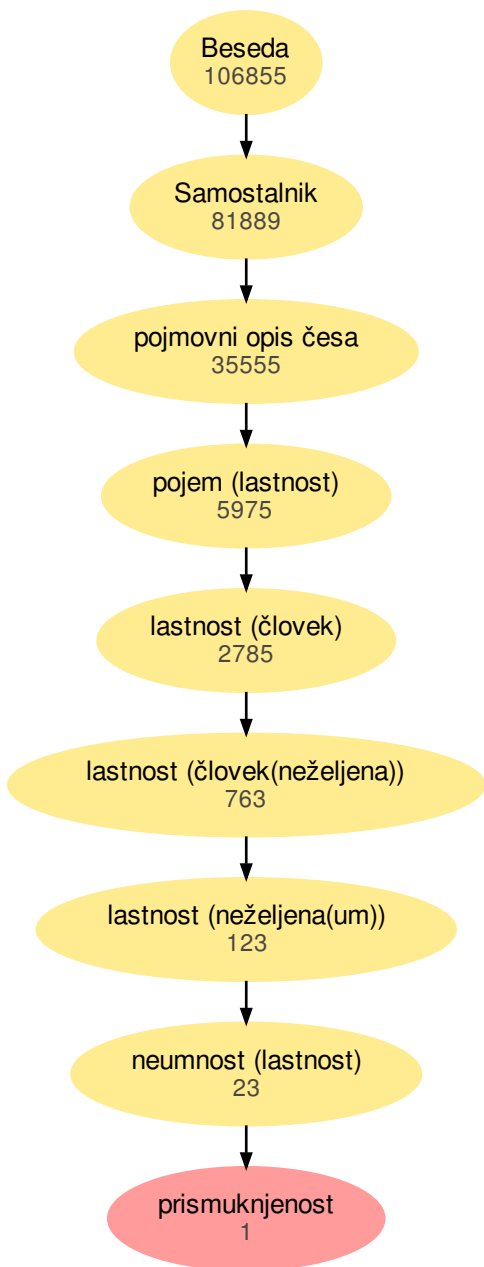 Beseda
106855
Samostalnik
81889
pojmovni opis česa
35555
pojem (lastnost)
5975
lastnost (človek)
2785
lastnost (človek(neželjena))
763
lastnost (neželjena(um))
123
neumnost (lastnost)
23
prismuknjenost
1